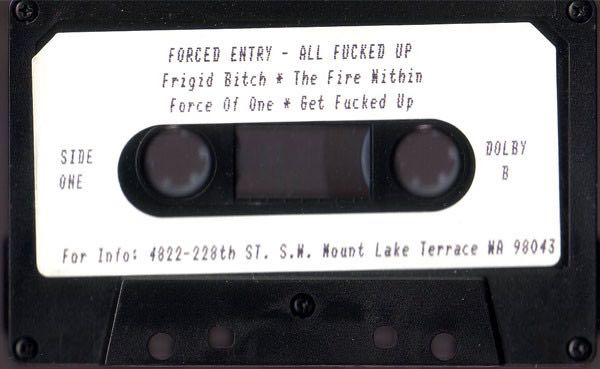 FORCED ENTRY - ALL FUCKED UP
Frigid Bitch * The Fire Within
Force Of One * Get Fucked Up
SIDE
ONE
DOLBY
B
For Info: 4822-228th ST. S.W. Mount Lake Terrace WA 98043